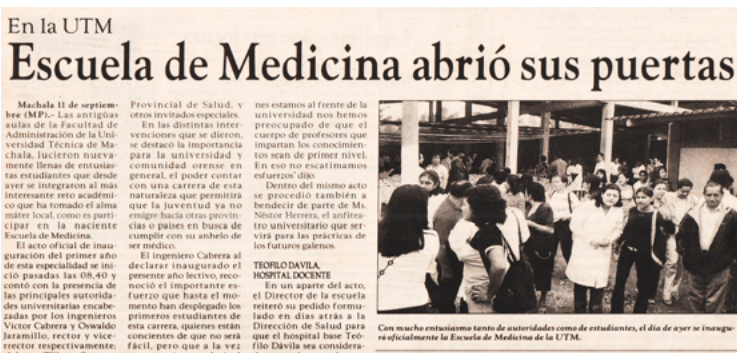 En la UTM
Escuela de Medicina abrió sus puertas
Machala 11 de septiem-
bre (MP).- Las antigüas
aulas de la Facultad de
Administración de la Uni-
versidad Técnica de Ma-
chala, lucieron nueva-
mente llenas de entusias-
tas estudiantes que desde
ayer se integraron al más
interesante reto académi-
co que ha tomado el alma
máter local, como es parti-
cipar en la naciente
Escuela de Medicina.
El acto oficial de inau-
guración del primer año
de esta especialidad se ini-
ció pasadas las 08,40 y
contó con la presencia de
las principales autorida-
des universitarias encabe-
zadas por los ingenieros
Víctor Cabrera y Oswaldo
Jaramillo, rector y vice-
rrector respectivamente;
Provincial de Salud, y
otros invitados especiales.
En las distintas inter-
venciones que se dieron,
se destacó la importancia
para la universidad y
comunidad orense en
general, el poder contar
con una carrera de esta
naturaleza que permitirá
que la juventud ya no
emigre hacia otras provin-
cias o países en busca de
cumplir con su anhelo de
ser médico.
El ingeniero Cabrera al
declarar inaugurado el
presente año lectivo, reco-
noció el importante es-
fuerzo que hasta el mo-
mento han desplegado los
primeros estudiantes de
esta carrera, quienes están
concientes de que no será
fácil, pero que a la vez
nes estamos al frente de la
universidad nos hemos
preocupado de que el
cuerpo de profesores que
impartan los conocimien-
tos sean de primer nivel.
En eso no escatimamos
esfuerzos' dijo.
Dentro del mismo acto
se procedió también a
bendecir de parte de Ms.
Néstor Herrera, el anfitea-
tro universitario que ser-
virá para las prácticas de
los futuros galenos.
TEOFILO DAVILA,
HOSPITAL DOCENTE
En un aparte del acto,
el Director de la escuela
reiteró su pedido formu-
lado en días atrás a la
Dirección de Salud para
que el hospital base Teó-
filo Dávila sea considera-
Con mucho entusiasmo tanto de autoridades como de estudiantes, el día de ayer se inaugu-
ró oficialmente la Escuela de Medicina de la UTM.